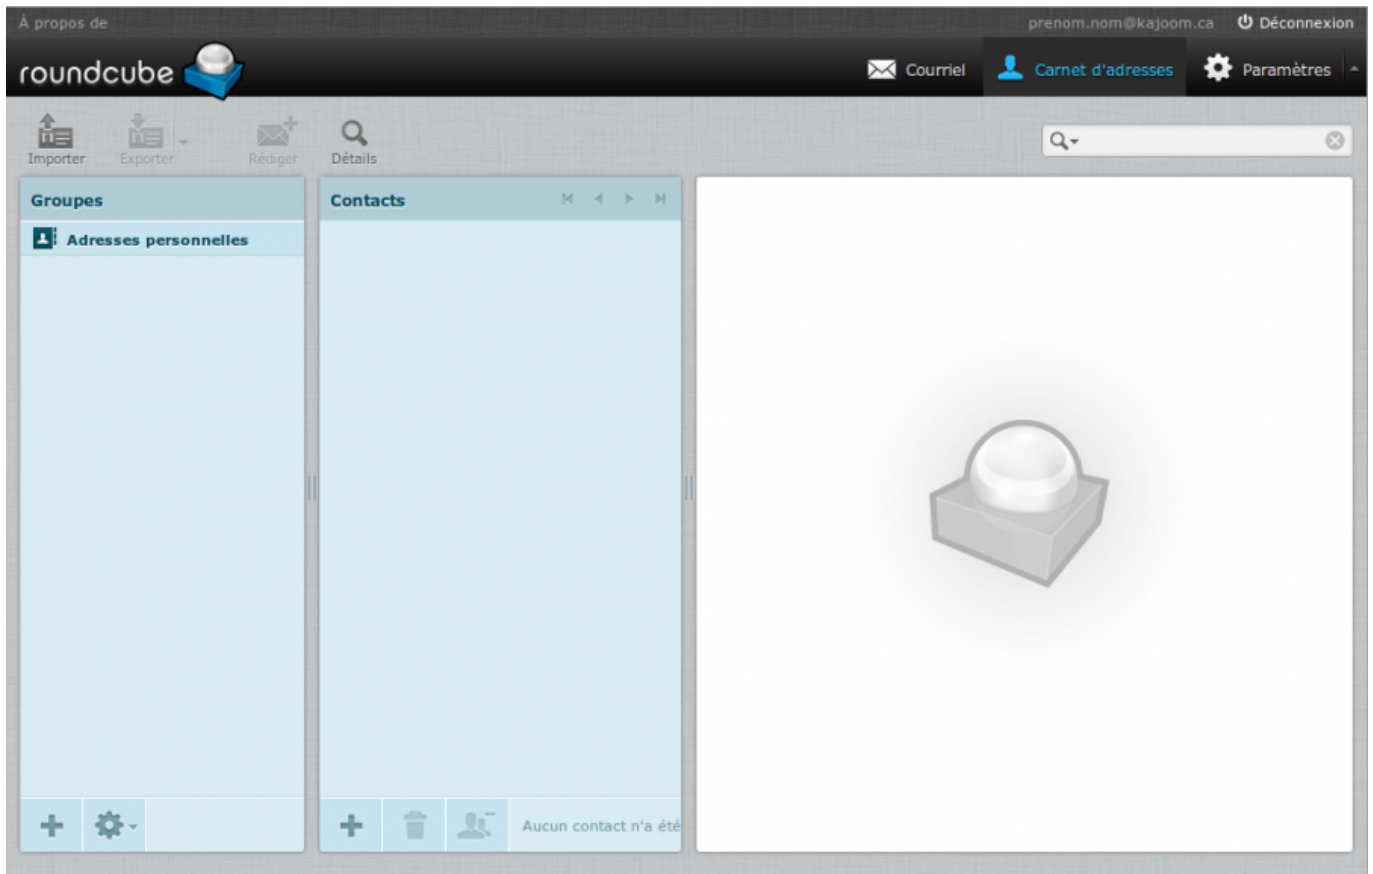 À propos de
prenom.nom@kajoom.ca Déconnexion
roundcube
Courriel Carnet d'adresses Paramètres
Importer Exporter Rédiger Détails
Groupes
Adresses personnelles
Contacts
Aucun contact n'a été